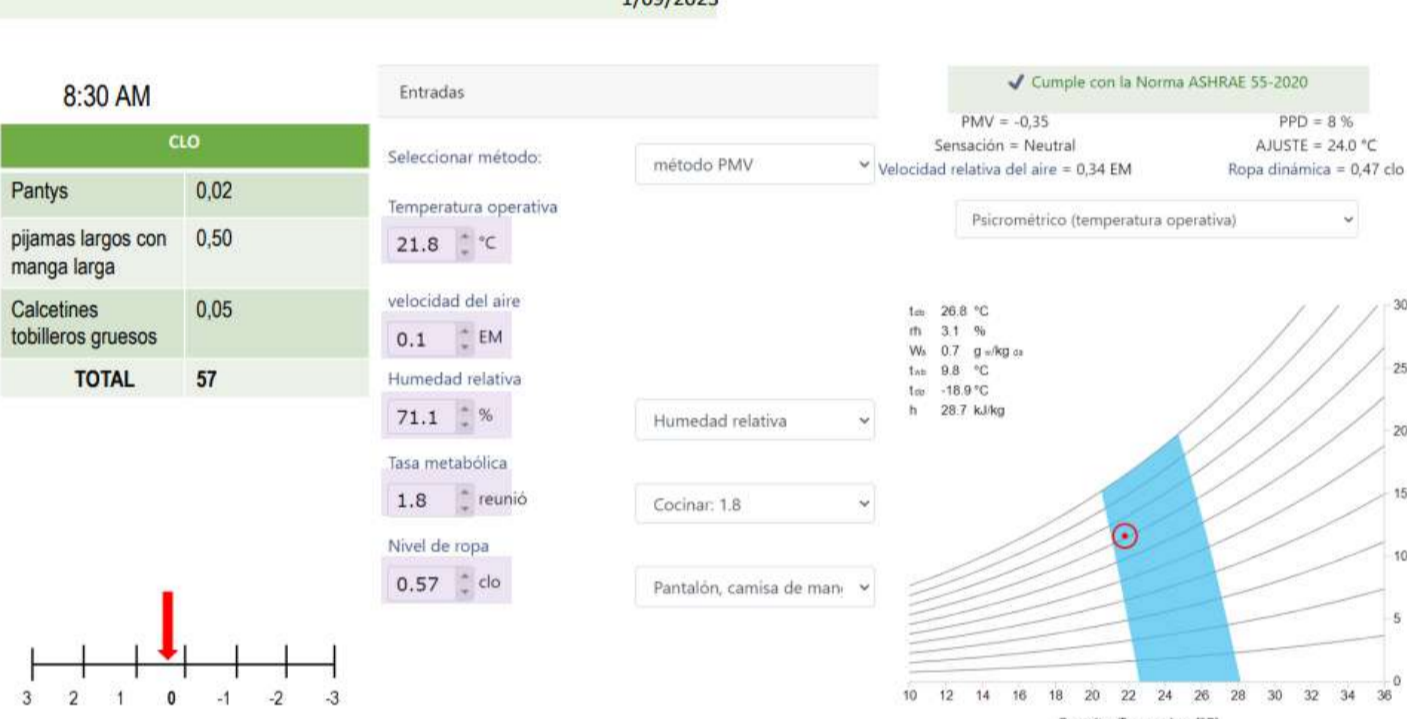 1/09/2023
8:30 AM
CLO
Pantys 0,02
pijamas largos con 0,50
manga larga
Calcetines 0,05
tobilleros gruesos
TOTAL 57
3 2 1 0 -1 -2 -3
Entradas
Seleccionar método:
método PMV
Temperatura operativa
21.8 °C
velocidad del aire
0.1 EM
Humedad relativa
71.1 %
Humedad relativa
Tasa metabólica
1.8 reunió
Cocinar: 1.8
Nivel de ropa
0.57 clo
Pantalón, camisa de man
✔ Cumple con la Norma ASHRAE 55-2020
PMV = -0,35 PPD = 8 %
Sensación = Neutral AJUSTE = 24.0 °C
Velocidad relativa del aire = 0,34 EM Ropa dinámica = 0,47 clo
Psicrométrico (temperatura operativa)
26.8 °C
rh 3.1 %
0.7
9.8 °C
-18.9 °C
h 28.7 kJ/kg
30
25
20
15
10
5
0
10 12 14 16 18 20 22 24 26 28 30 32 34 36